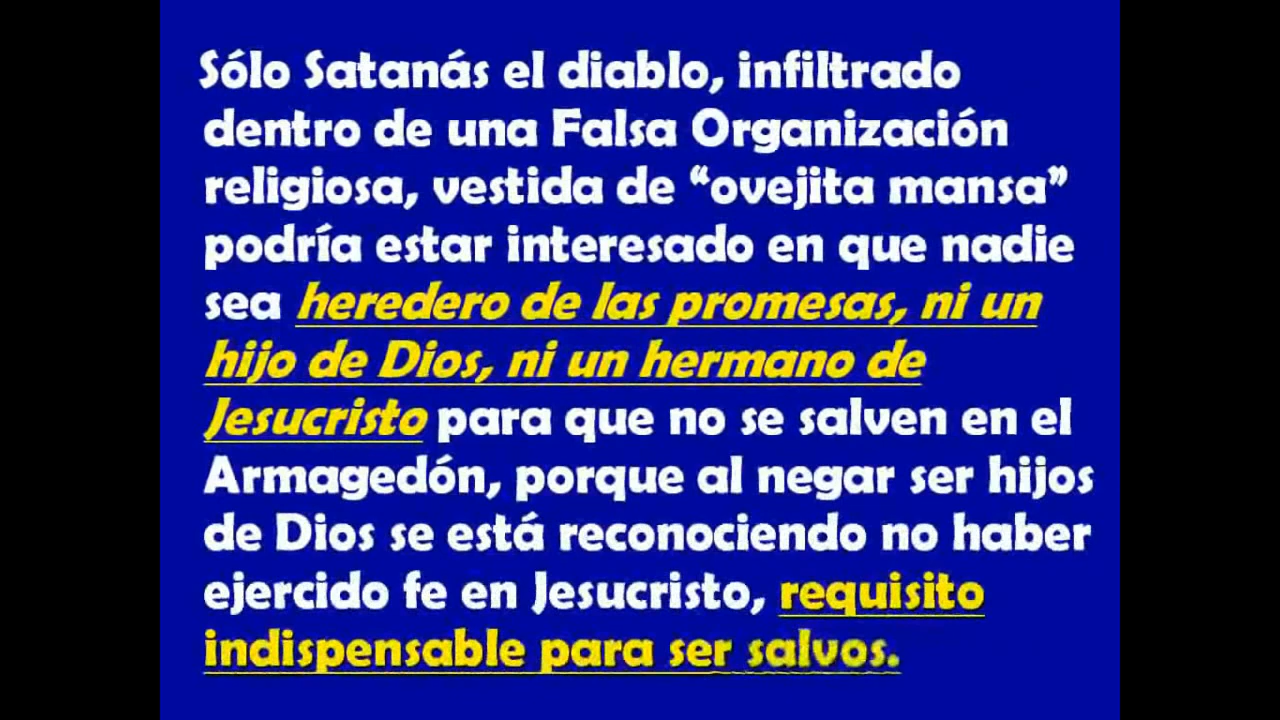 Sólo Satanás el diablo, infiltrado
dentro de una Falsa Organización
religiosa, vestida de “ovejita mansa”
podría estar interesado en que nadie
sea heredero de las promesas, ni un
hijo de Dios, ni un hermano de
Jesucristo para que no se salven en el
Armagedón, porque al negar ser hijos
de Dios se está reconociendo no haber
ejercido fe en Jesucristo, requisito
indispensable para ser salvos.